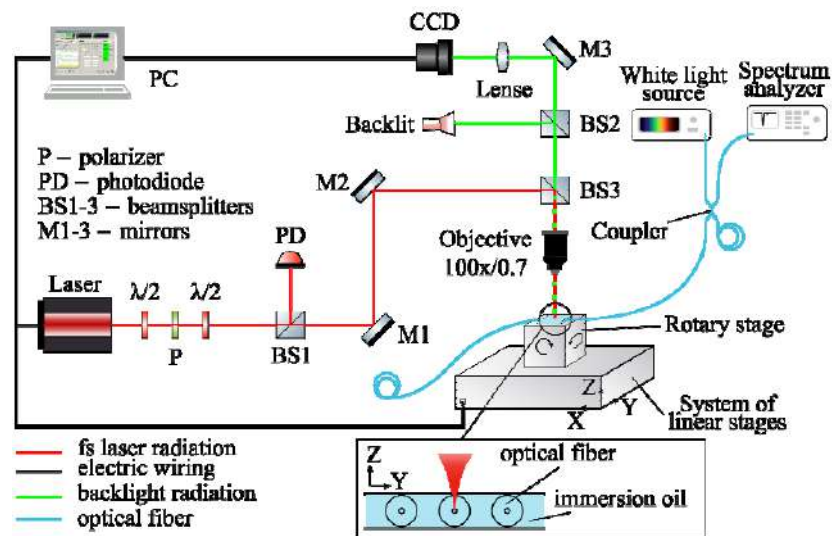 CCD
M3
PC
Lense
White light
source
Spectrum
analyzer
Backlit
BS2
P – polarizer
PD – photodiode
BS1-3 – beamsplitters
M1-3 – mirrors
M2
BS3
PD
Objective
100x/0.7
Coupler
Laser
λ/2
λ/2
P
BS1
M1
Rotary stage
Z
X
Y
System of
linear stages
fs laser radiation
electric wiring
backlight radiation
optical fiber
Z
Y
optical fiber
immersion oil